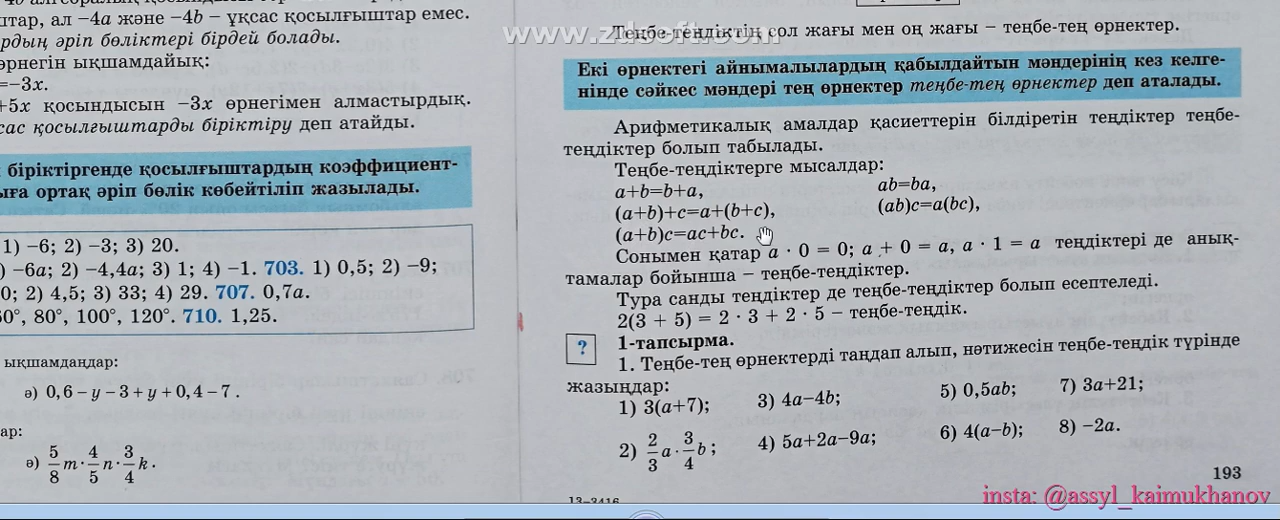 штар, ал −4a және −4b − ұқсас қосылғыштар емес.
рдың әріп бөліктері бірдей болады.
өрнегін ықшамдайық:
=−3x.
+5x қосындысын −3x өрнегімен алмастырдық.
сас қосылғыштарды біріктіру деп атайды.
біріктіргенде қосылғыштардың коэффициент-
ыға ортақ әріп бөлік көбейтіліп жазылады.
1) −6; 2) −3; 3) 20.
) −6a; 2) −4,4a; 3) 1; 4) −1. 703. 1) 0,5; 2) −9;
0; 2) 4,5; 3) 33; 4) 29. 707. 0,7a.
60°, 80°, 100°, 120°. 710. 1,25.
ықшамдаңдар:
ә) 0,6 − y − 3 + y + 0,4 − 7 .
ар:
ә) 5/8 m · 4/5 n · 3/4 k .
www.zdsoft.com
Теңбе-теңдіктің сол жағы мен оң жағы − теңбе-тең өрнектер.
Екі өрнектегі айнымалылардың қабылдайтын мәндерінің кез келге-
нінде сәйкес мәндері тең өрнектер теңбе-тең өрнектер деп аталады.
Арифметикалық амалдар қасиеттерін білдіретін теңдіктер теңбе-
теңдіктер болып табылады.
Теңбе-теңдіктерге мысалдар:
a+b=b+a, ab=ba,
(a+b)+c=a+(b+c), (ab)c=a(bc),
(a+b)c=ac+bc.
Сонымен қатар a · 0 = 0; a + 0 = a, a · 1 = a теңдіктері де анық-
тамалар бойынша − теңбе-теңдіктер.
Тура санды теңдіктер де теңбе-теңдіктер болып есептеледі.
2(3 + 5) = 2 · 3 + 2 · 5 − теңбе-теңдік.
? 1-тапсырма.
1. Теңбе-тең өрнектерді таңдап алып, нәтижесін теңбе-теңдік түрінде
жазыңдар:
1) 3(a+7); 3) 4a−4b; 5) 0,5ab; 7) 3a+21;
2) 2/3 a · 3/4 b ; 4) 5a+2a−9a; 6) 4(a−b); 8) −2a.
193
13-3416
insta: @assyl_kaimukhanov